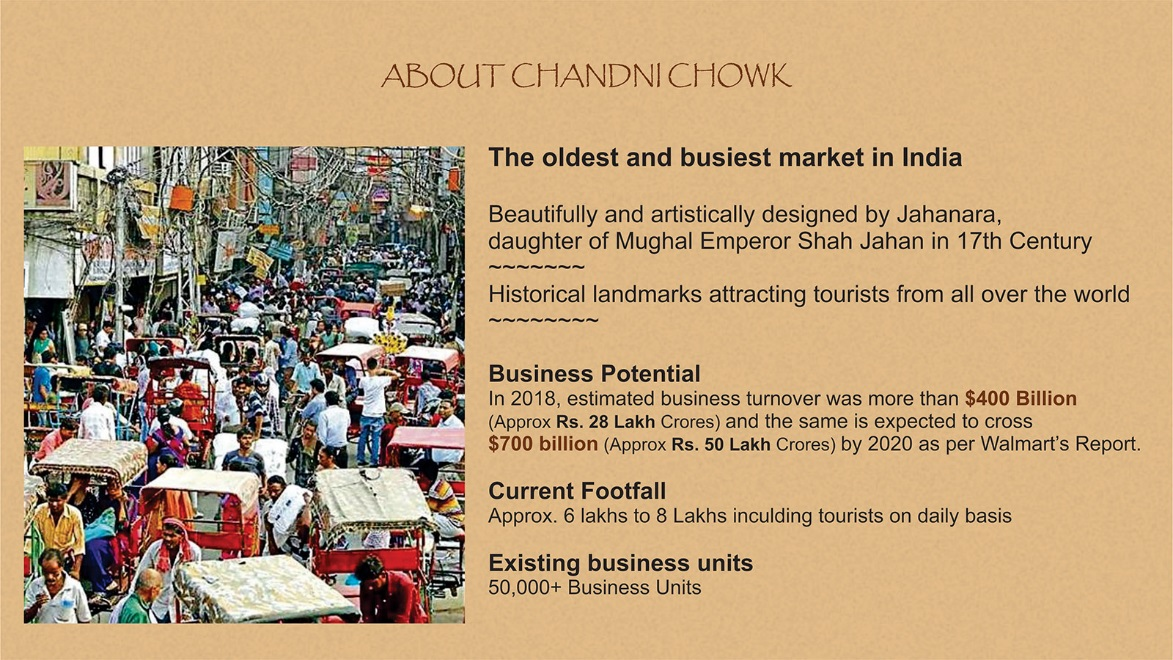 ABOUT CHANDNI CHOWK
The oldest and busiest market in India
Beautifully and artistically designed by Jahanara,
daughter of Mughal Emperor Shah Jahan in 17th Century
~~~~~~~
Historical landmarks attracting tourists from all over the world
~~~~~~~~
Business Potential
In 2018, estimated business turnover was more than $400 Billion
(Approx Rs. 28 Lakh Crores) and the same is expected to cross
$700 billion (Approx Rs. 50 Lakh Crores) by 2020 as per Walmart's Report.
Current Footfall
Approx. 6 lakhs to 8 Lakhs inculding tourists on daily basis
Existing business units
50,000+ Business Units